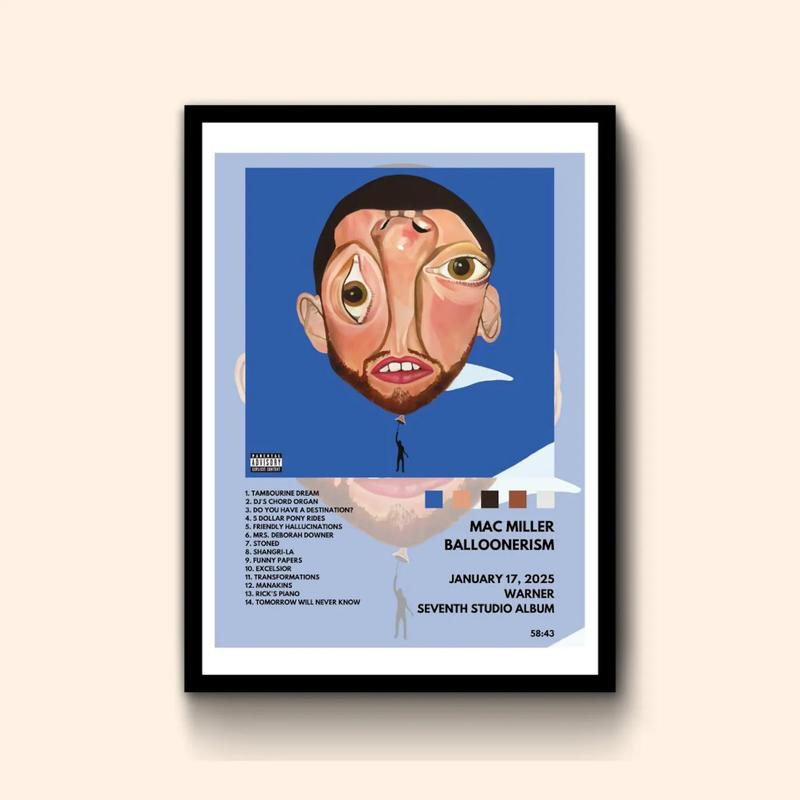 PARENTAL
ADVISORY
EXPLICIT CONTENT
1. TAMBOURINE DREAM
2. DJ'S CHORD ORGAN
3. DO YOU HAVE A DESTINATION?
4. 5 DOLLAR PONY RIDES
5. FRIENDLY HALLUCINATIONS
6. MRS. DEBORAH DOWNER
7. STONED
8. SHANGRI-LA
9. FUNNY PAPERS
10. EXCELSIOR
11. TRANSFORMATIONS
12. MANAKINS
13. RICK'S PIANO
14. TOMORROW WILL NEVER KNOW
MAC MILLER
BALLOONERISM
JANUARY 17, 2025
WARNER
SEVENTH STUDIO ALBUM
58:43